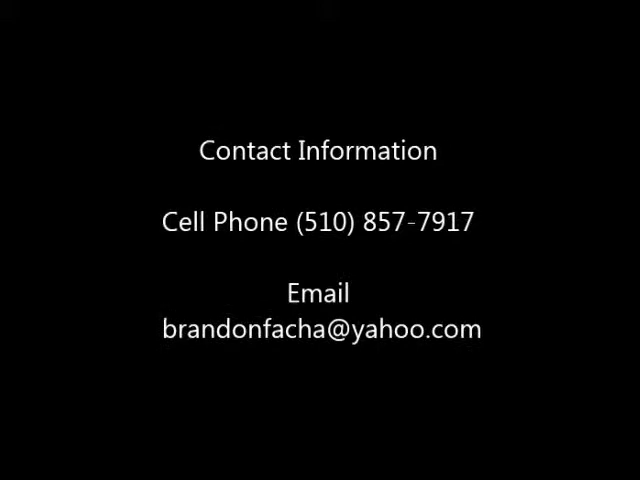 Contact Information
Cell Phone (510) 857-7917
Email
brandonfacha@yahoo.com